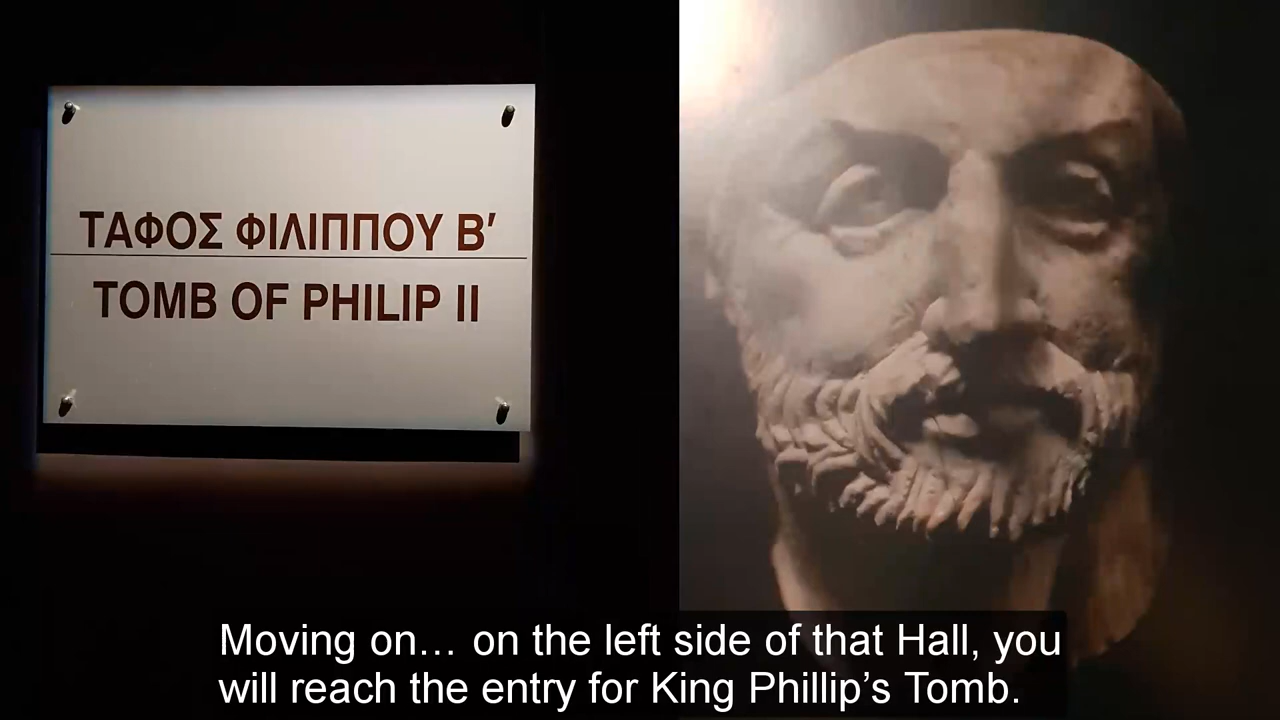 ΤΑΦΟΣ ΦΙΛΙΠΠΟΥ Β′
TOMB OF PHILIP II
Moving on… on the left side of that Hall, you
will reach the entry for King Phillip’s Tomb.